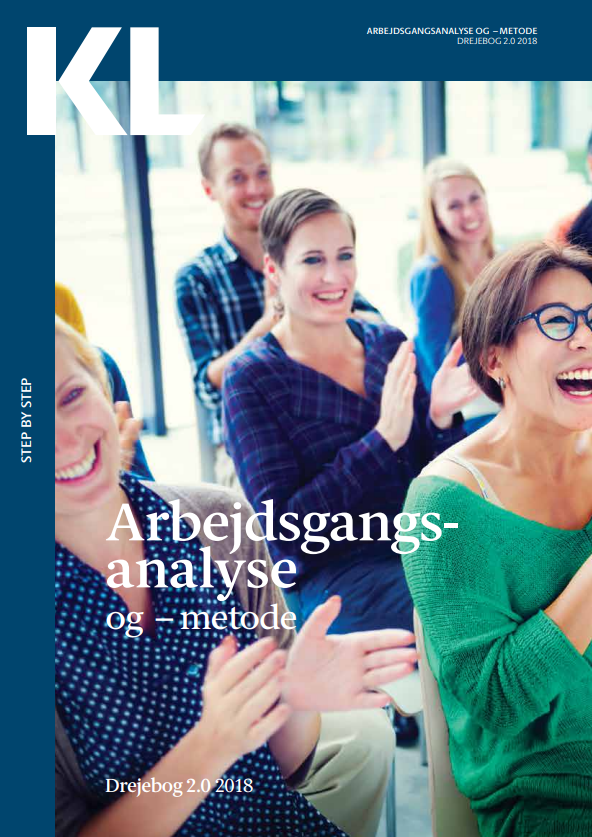 KL
ARBEJDSGANGSANALYSE OG – METODE
DREJEBOG 2.0 2018
STEP BY STEP
Arbejdsgangs-
analyse
og – metode
Drejebog 2.0 2018